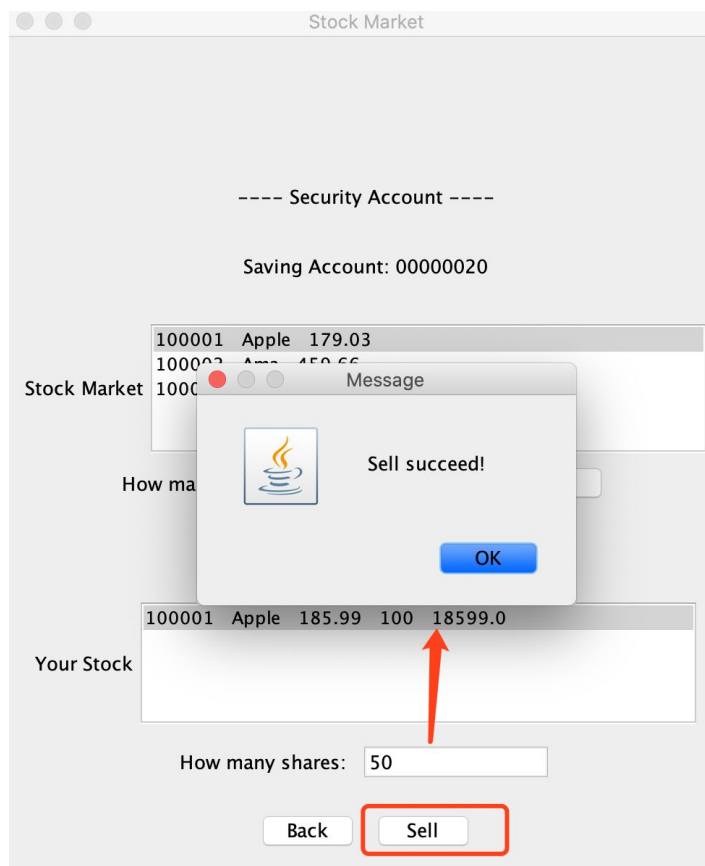 Stock Market
---- Security Account ----
Saving Account: 00000020
100001 Apple 179.03
Stock Market
Message
Sell succeed!
How ma
OK
100001 Apple 185.99 100 18599.0
Your Stock
How many shares: 50
Back Sell